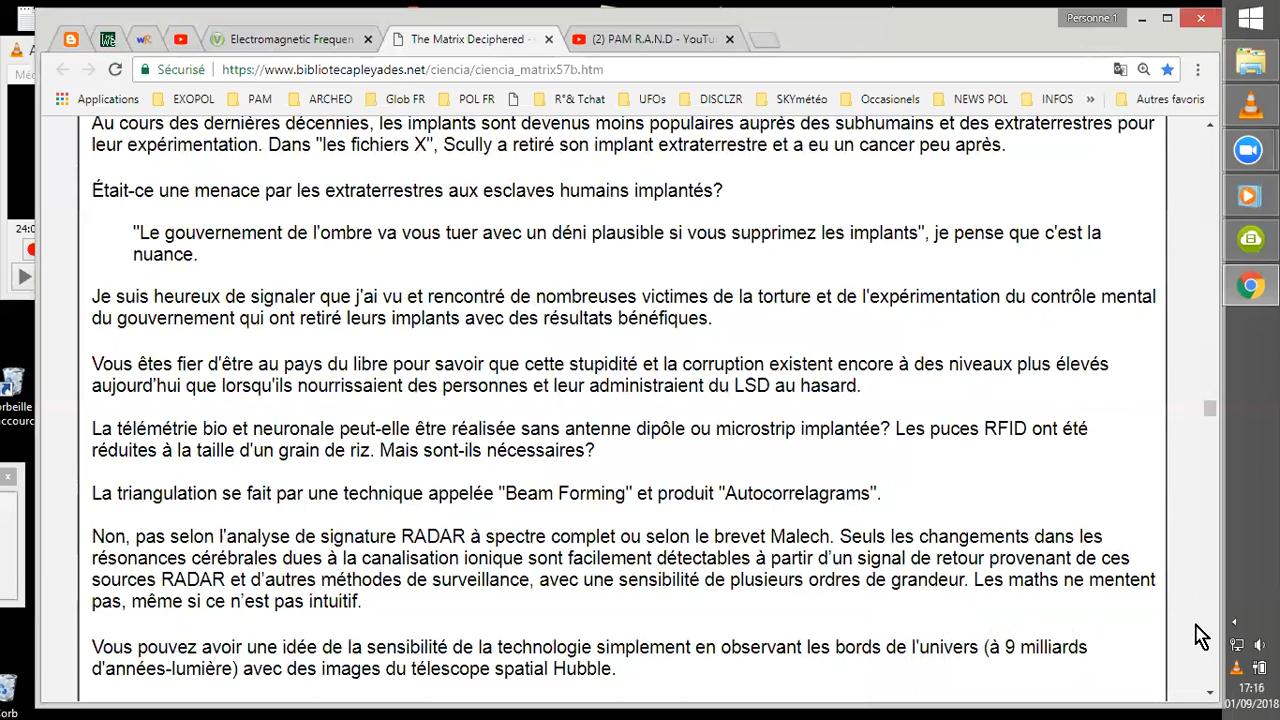 Personne 1
Electromagnetic Frequen
The Matrix Deciphered -
(2) PAM R.A.N.D - YouTu
Sécurisé
https://www.bibliotecapleyades.net/ciencia/ciencia_matrix57b.htm
Applications
EXOPOL
PAM
ARCHEO
Glob FR
POL FR
R°& Tchat
UFOs
DISCLZR
SKYmétéo
Occasionels
NEWS POL
INFOS
»
Autres favoris
Au cours des dernières décennies, les implants sont devenus moins populaires auprès des subhumains et des extraterrestres pour
leur expérimentation. Dans "les fichiers X", Scully a retiré son implant extraterrestre et a eu un cancer peu après.
Était-ce une menace par les extraterrestres aux esclaves humains implantés?
"Le gouvernement de l'ombre va vous tuer avec un déni plausible si vous supprimez les implants", je pense que c'est la
nuance.
Je suis heureux de signaler que j'ai vu et rencontré de nombreuses victimes de la torture et de l'expérimentation du contrôle mental
du gouvernement qui ont retiré leurs implants avec des résultats bénéfiques.
Vous êtes fier d'être au pays du libre pour savoir que cette stupidité et la corruption existent encore à des niveaux plus élevés
aujourd'hui que lorsqu'ils nourrissaient des personnes et leur administraient du LSD au hasard.
La télémétrie bio et neuronale peut-elle être réalisée sans antenne dipôle ou microstrip implantée? Les puces RFID ont été
réduites à la taille d'un grain de riz. Mais sont-ils nécessaires?
La triangulation se fait par une technique appelée "Beam Forming" et produit "Autocorrelagrams".
Non, pas selon l'analyse de signature RADAR à spectre complet ou selon le brevet Malech. Seuls les changements dans les
résonances cérébrales dues à la canalisation ionique sont facilement détectables à partir d’un signal de retour provenant de ces
sources RADAR et d’autres méthodes de surveillance, avec une sensibilité de plusieurs ordres de grandeur. Les maths ne mentent
pas, même si ce n’est pas intuitif.
Vous pouvez avoir une idée de la sensibilité de la technologie simplement en observant les bords de l'univers (à 9 milliards
d'années-lumière) avec des images du télescope spatial Hubble.
24:0
orbeille
accourc
Corb
17:16
01/09/2018